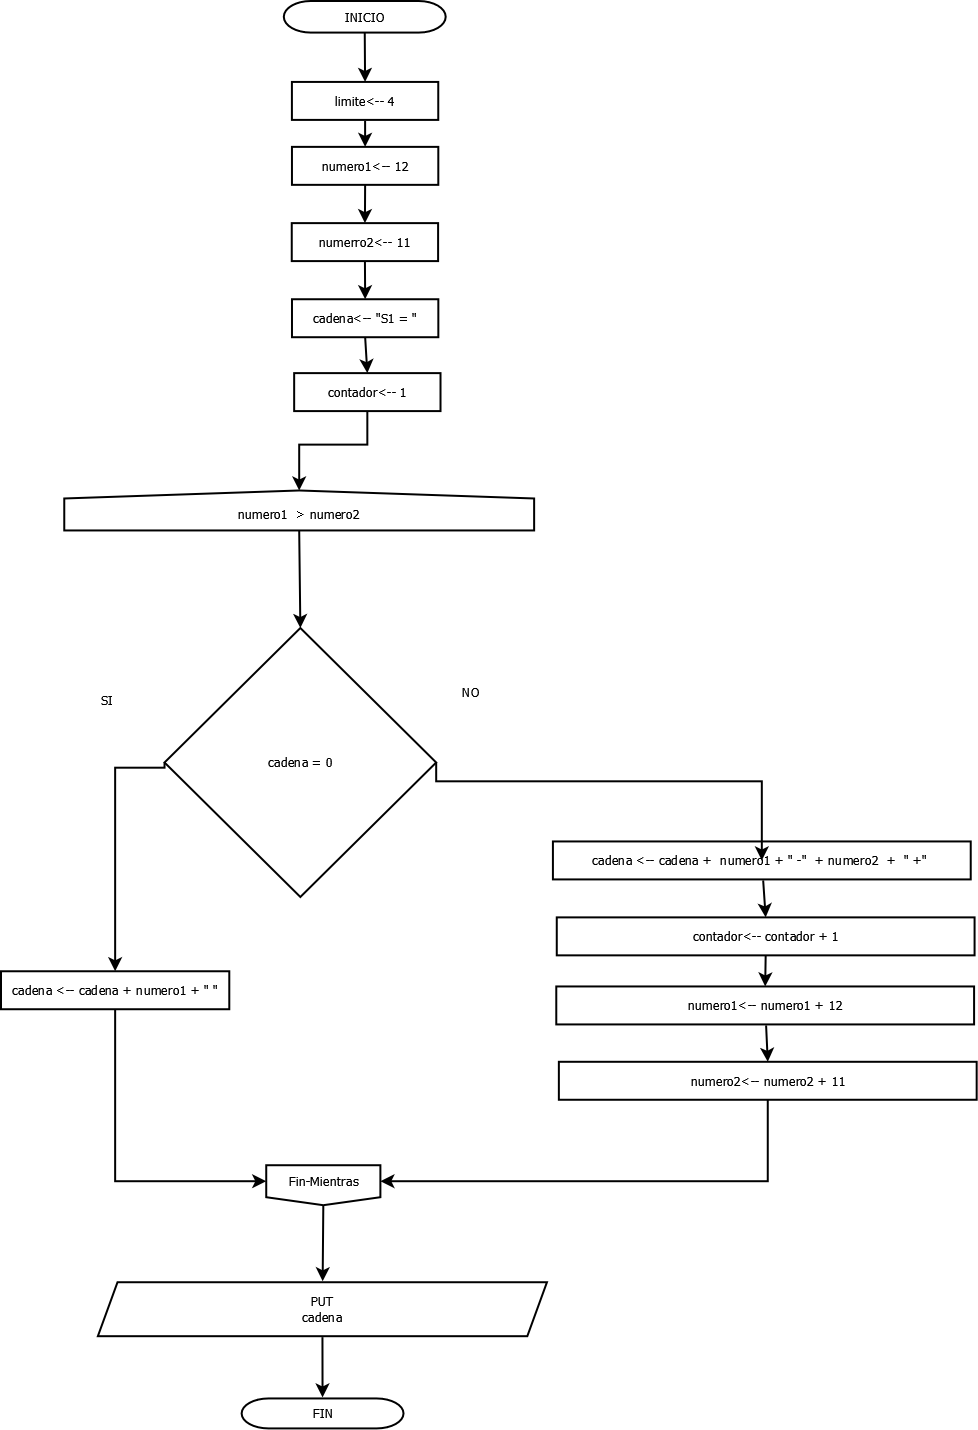 INICIO
limite<-- 4
numero1<-- 12
numerro2<-- 11
cadena<-- "S1 = "
contador<-- 1
numero1 > numero2
SI
NO
cadena = 0
cadena <-- cadena + numero1 + " -" + numero2 + " +"
contador<-- contador + 1
cadena <-- cadena + numero1 + " "
numero1<-- numero1 + 12
numero2<-- numero2 + 11
Fin-Mientras
PUT
cadena
FIN